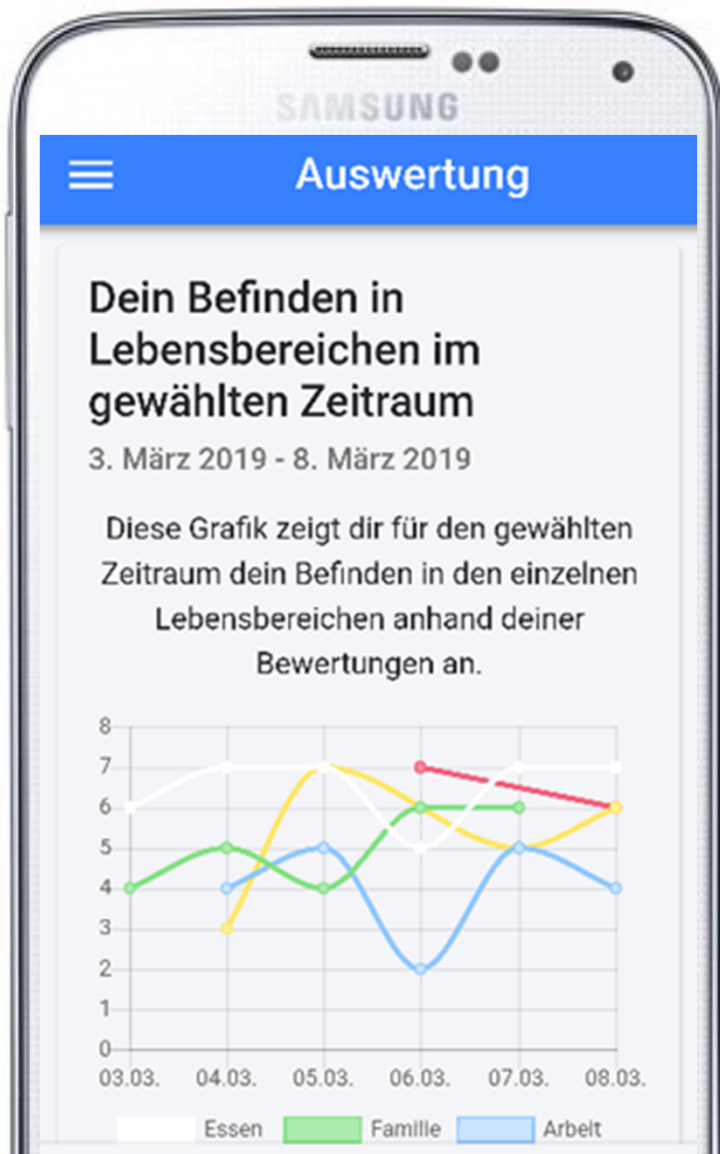 SAMSUNG
Auswertung
Dein Befinden in
Lebensbereichen im
gewählten Zeitraum
3. März 2019 - 8. März 2019
Diese Grafik zeigt dir für den gewählten
Zeitraum dein Befinden in den einzelnen
Lebensbereichen anhand deiner
Bewertungen an.
8
7
6
5
4
3
2
1
0
03.03. 04.03. 05.03. 06.03. 07.03. 08.03.
Essen Familie Arbeit